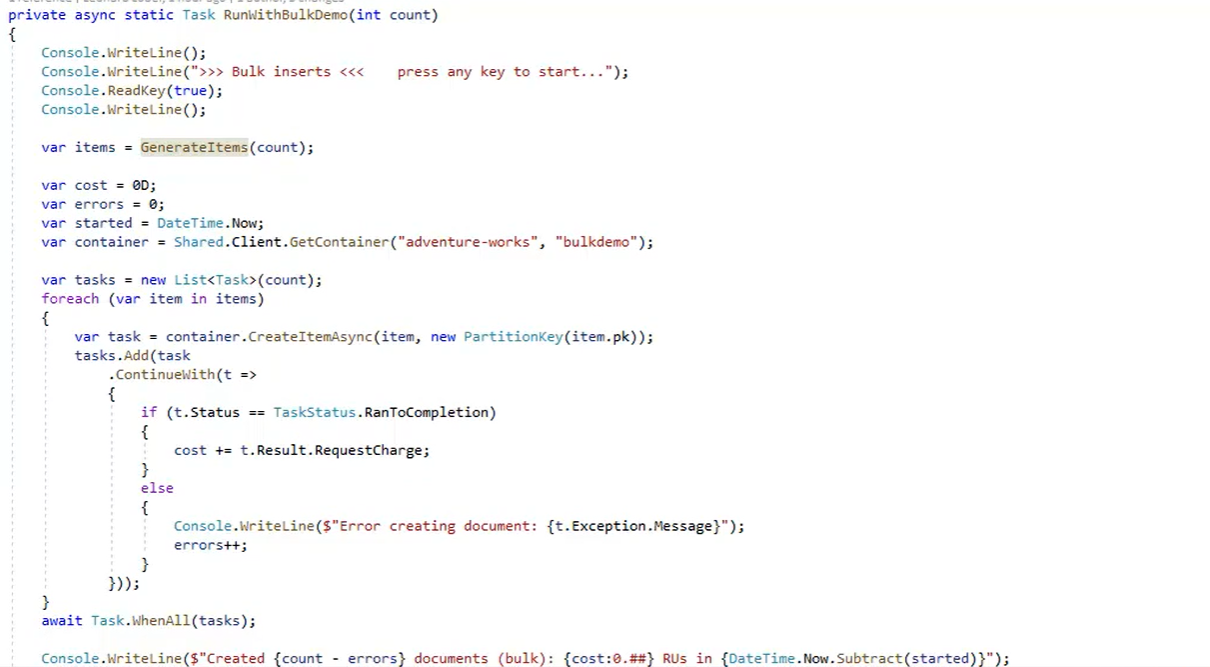 private async static Task RunWithBulkDemo(int count)
{
    Console.WriteLine();
    Console.WriteLine(">>> Bulk inserts <<<    press any key to start...");
    Console.ReadKey(true);
    Console.WriteLine();

    var items = GenerateItems(count);

    var cost = 0D;
    var errors = 0;
    var started = DateTime.Now;
    var container = Shared.Client.GetContainer("adventure-works", "bulkdemo");

    var tasks = new List<Task>(count);
    foreach (var item in items)
    {
        var task = container.CreateItemAsync(item, new PartitionKey(item.pk));
        tasks.Add(task
            .ContinueWith(t =>
            {
                if (t.Status == TaskStatus.RanToCompletion)
                {
                    cost += t.Result.RequestCharge;
                }
                else
                {
                    Console.WriteLine($"Error creating document: {t.Exception.Message}");
                    errors++;
                }
            }));
    }
    await Task.WhenAll(tasks);

    Console.WriteLine($"Created {count - errors} documents (bulk): {cost:0.##} RUs in {DateTime.Now.Subtract(started)}");